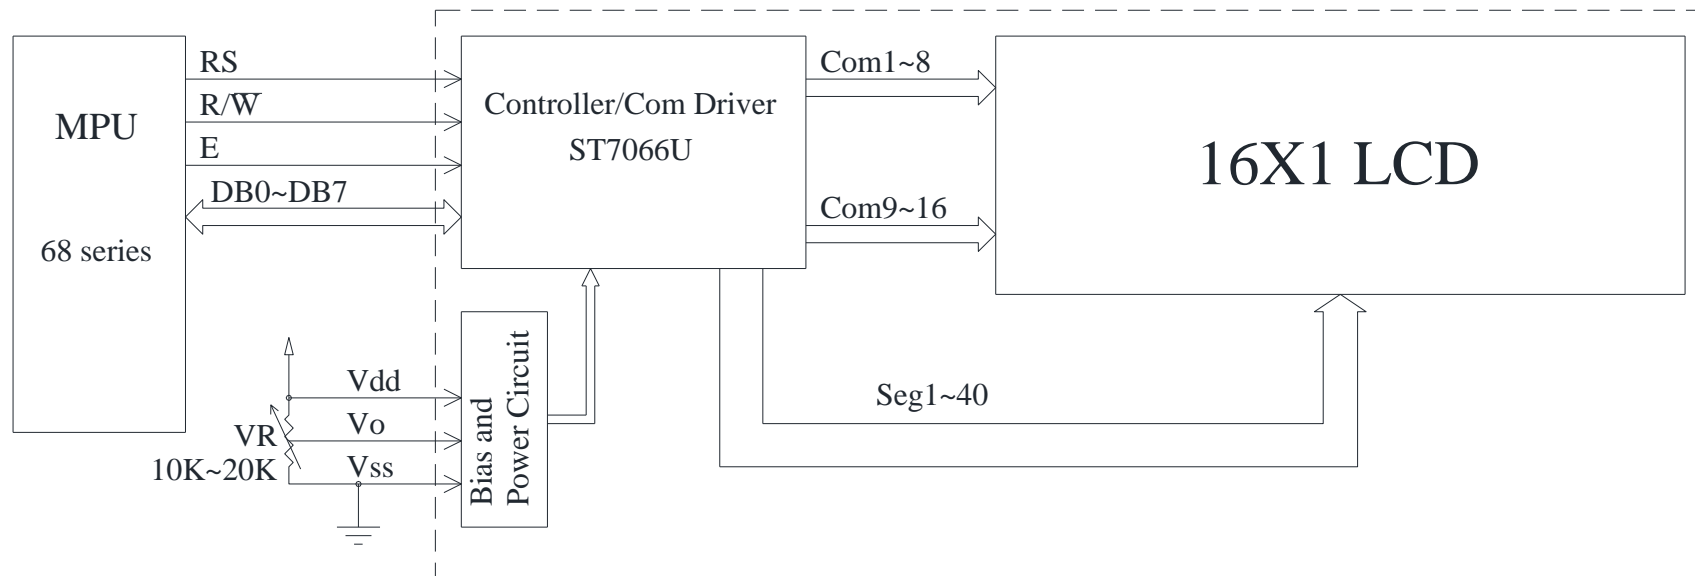 MPU
68 series
RS
R/W̅
E
DB0~DB7
Controller/Com Driver
ST7066U
Com1~8
Com9~16
16X1 LCD
Vdd
Vo
Vss
VR
10K~20K
Bias and
Power Circuit
Seg1~40